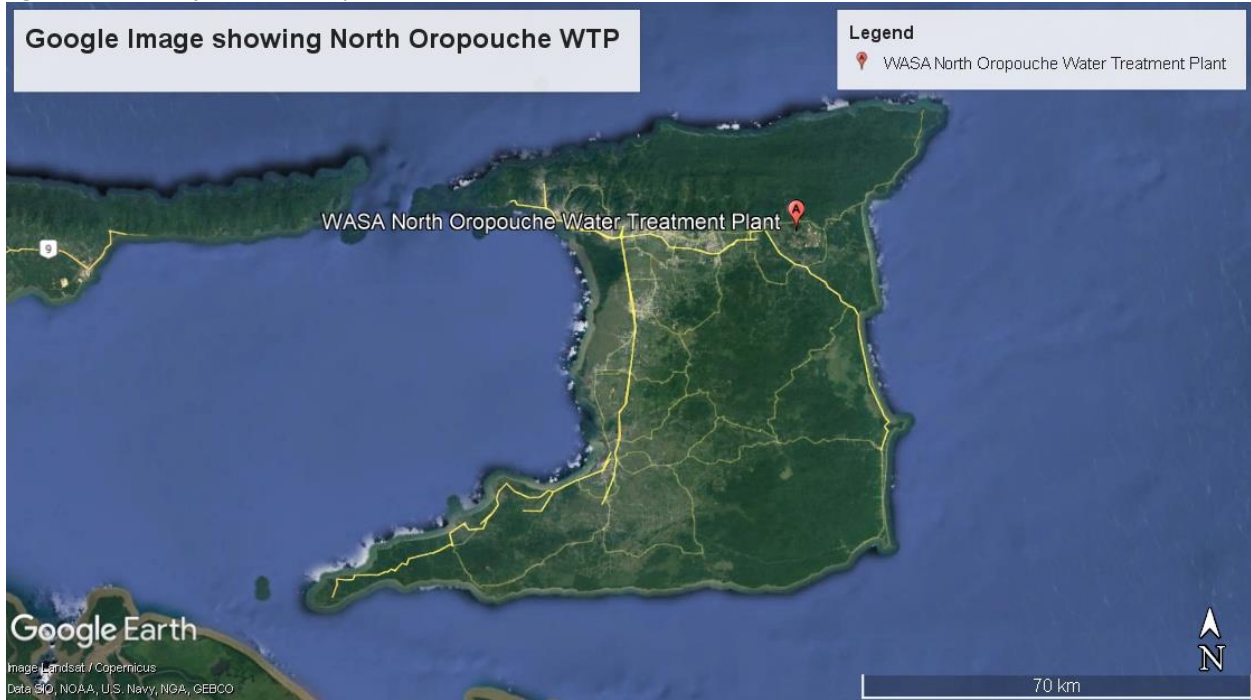 Google Image showing North Oropouche WTP
Legend
WASA North Oropouche Water Treatment Plant
A
WASA North Oropouche Water Treatment Plant
9
Google Earth
Image Landsat / Copernicus
Data SIO, NOAA, U.S. Navy, NGA, GEBCO
N
70 km